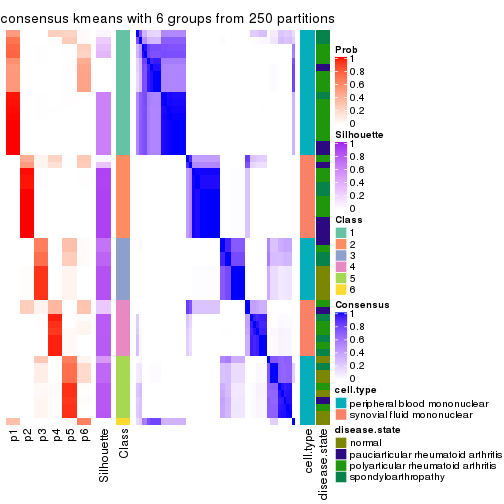 consensus kmeans with 6 groups from 250 partitions
Prob
1
0.8
0.6
0.4
0.2
0
Silhouette
1
0.8
0.6
0.4
0.2
0
Class
1
2
3
4
5
6
Consensus
1
0.8
0.6
0.4
0.2
0
cell.type
peripheral blood mononuclear
synovial fluid mononuclear
disease.state
normal
pauciarticular rheumatoid arthritis
polyarticular rheumatoid arthritis
spondyloarthropathy
p1
p2
p3
p4
p5
p6
Silhouette
Class
cell.type
disease.state